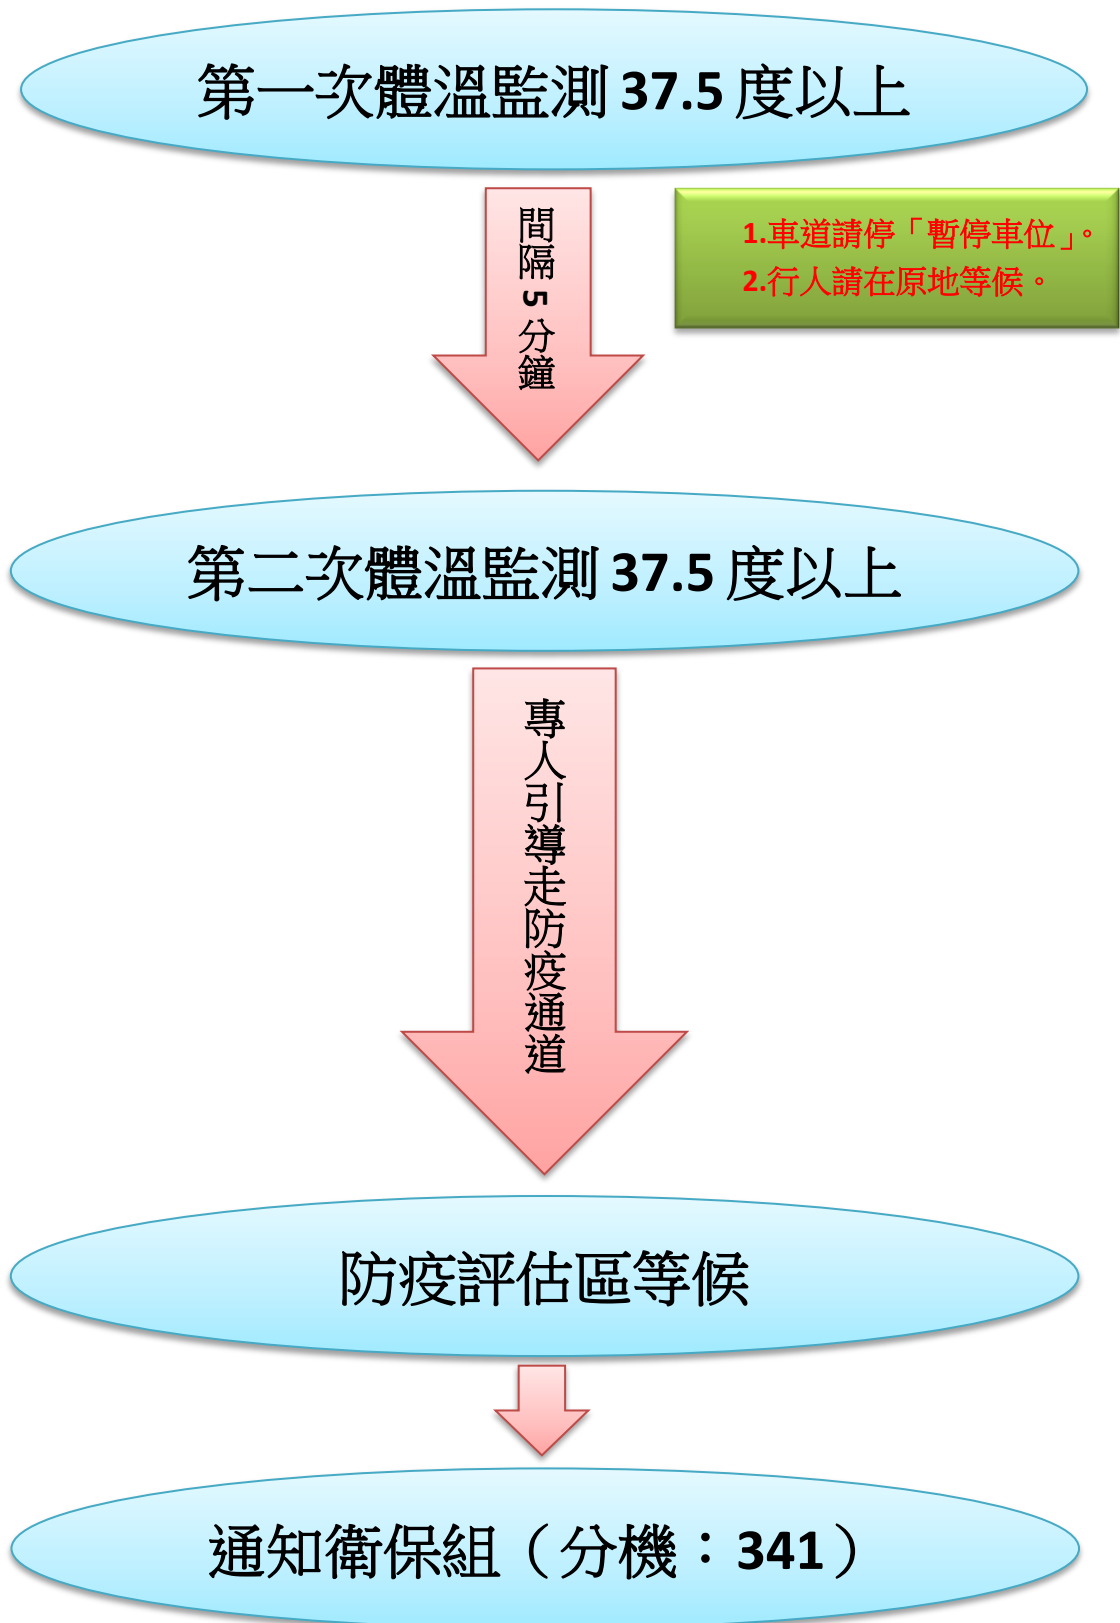 第一次體溫監測 37.5 度以上
間隔 5 分鐘
1.車道請停「暫停車位」。
2.行人請在原地等候。
第二次體溫監測 37.5 度以上
專人引導走防疫通道
防疫評估區等候
通知衛保組（分機：341）